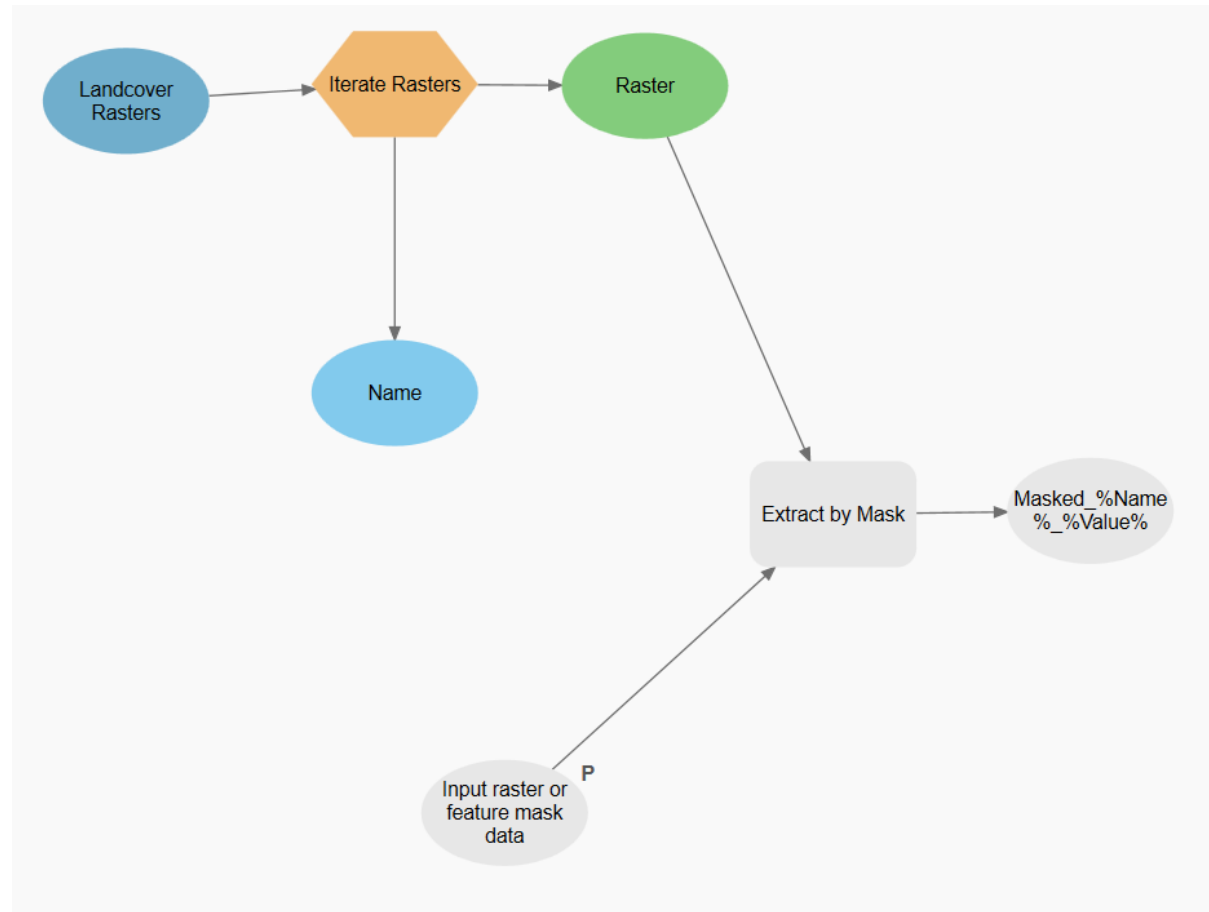 Landcover
Rasters
Iterate Rasters
Raster
Name
Extract by Mask
Masked_%Name
%_%Value%
P
Input raster or
feature mask
data